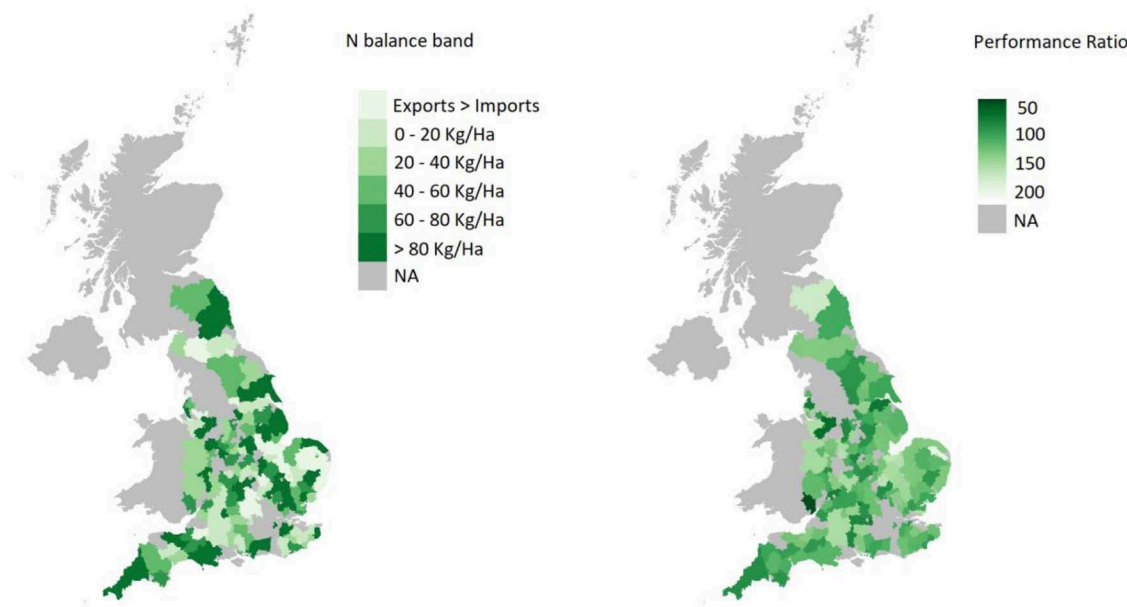 N balance band
Exports > Imports
0 - 20 Kg/Ha
20 - 40 Kg/Ha
40 - 60 Kg/Ha
60 - 80 Kg/Ha
> 80 Kg/Ha
NA
Performance Ratio
50
100
150
200
NA